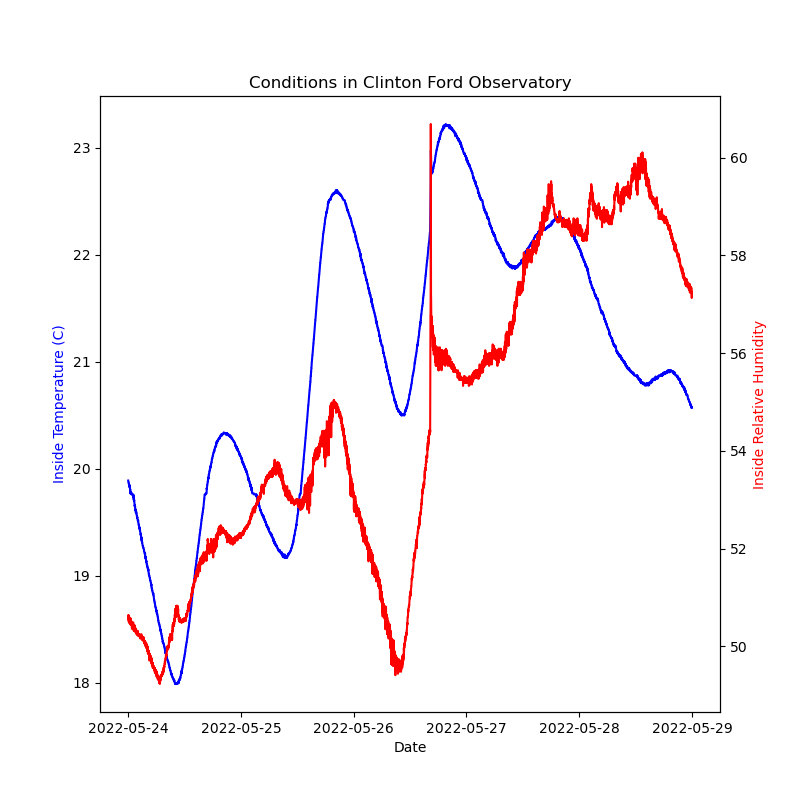 Conditions in Clinton Ford Observatory
23
22
21
20
19
18
Inside Temperature (C)
60
58
56
54
52
50
Inside Relative Humidity
2022-05-24 2022-05-25 2022-05-26 2022-05-27 2022-05-28 2022-05-29
Date